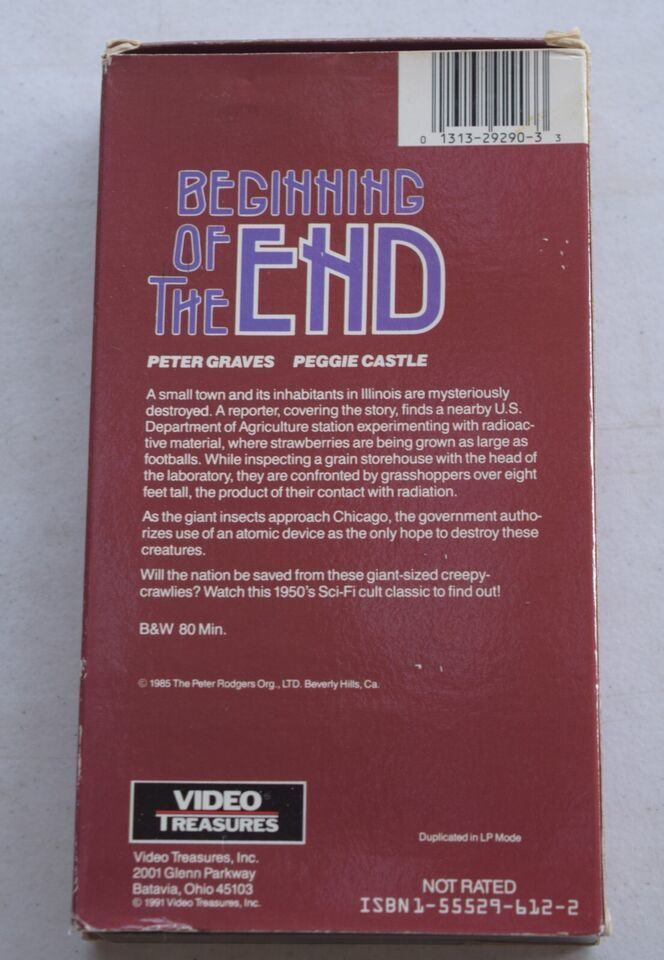 0 1313-29290-3 3
BEGINNING
OF
THE END
PETER GRAVES PEGGIE CASTLE
A small town and its inhabitants in Illinois are mysteriously
destroyed. A reporter, covering the story, finds a nearby U.S.
Department of Agriculture station experimenting with radioac-
tive material, where strawberries are being grown as large as
footballs. While inspecting a grain storehouse with the head of
the laboratory, they are confronted by grasshoppers over eight
feet tall, the product of their contact with radiation.
As the giant insects approach Chicago, the government autho-
rizes use of an atomic device as the only hope to destroy these
creatures.
Will the nation be saved from these giant-sized creepy-
crawlies? Watch this 1950's Sci-Fi cult classic to find out!
B&W 80 Min.
© 1985 The Peter Rodgers Org., LTD. Beverly Hills, Ca.
VIDEO®
TREASURES
Video Treasures, Inc.
2001 Glenn Parkway
Batavia, Ohio 45103
© 1991 Video Treasures, Inc.
Duplicated in LP Mode
NOT RATED
ISBN 1-55529-612-2